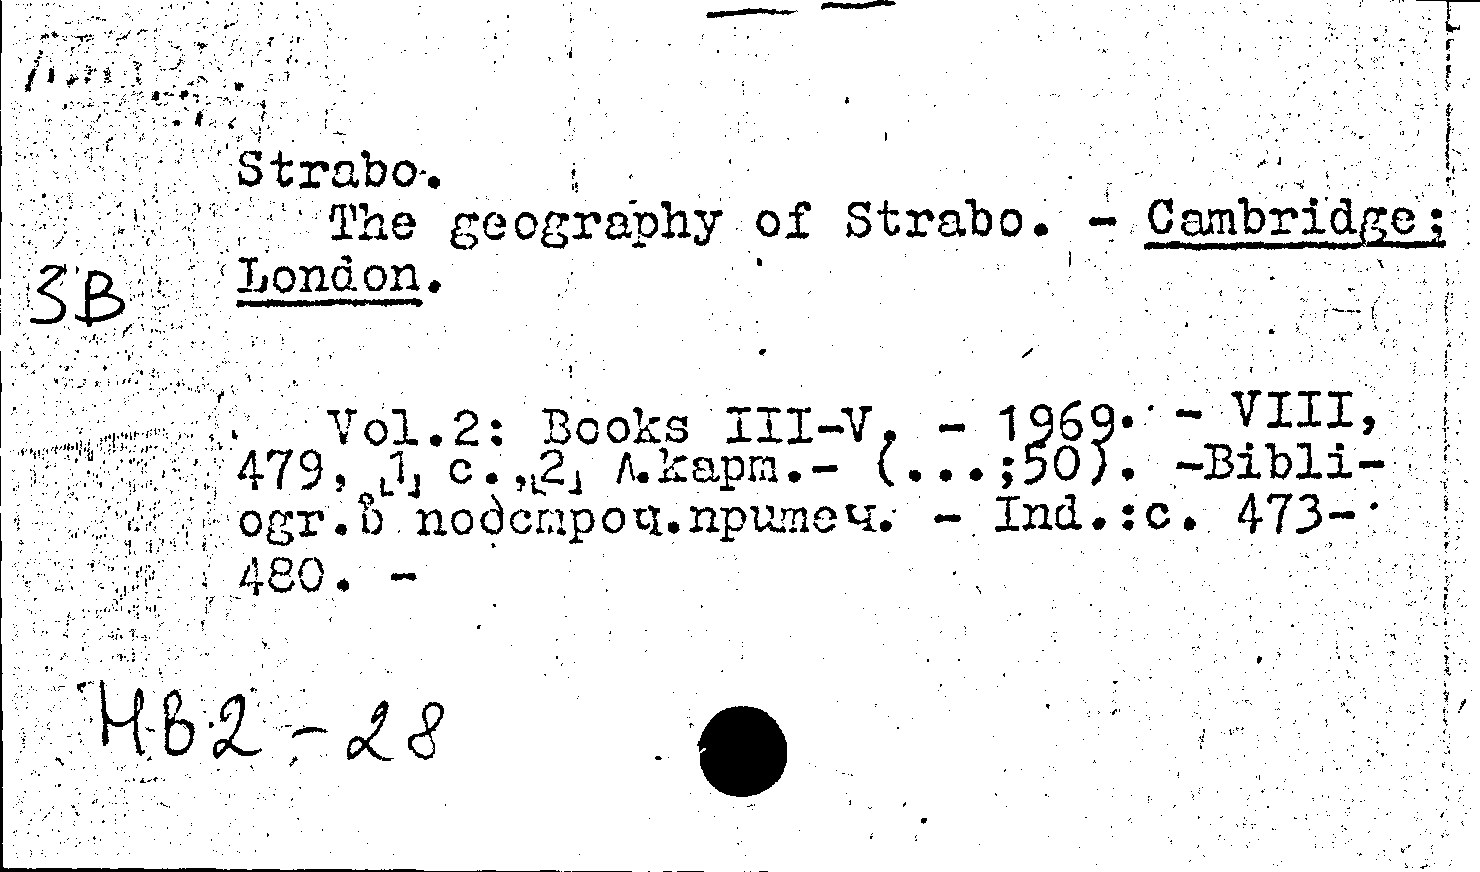 Strabo.
The geography of Strabo. - Cambridge;
London.
ЗВ
Vol.2: Books III-V. - 1969. - VIII,
479, [1] с.,[2] л.карт.- (...;50). -Bibli-
ogr.в подстроч.примеч. - Ind.:с. 473-
480. -
НВ2-28